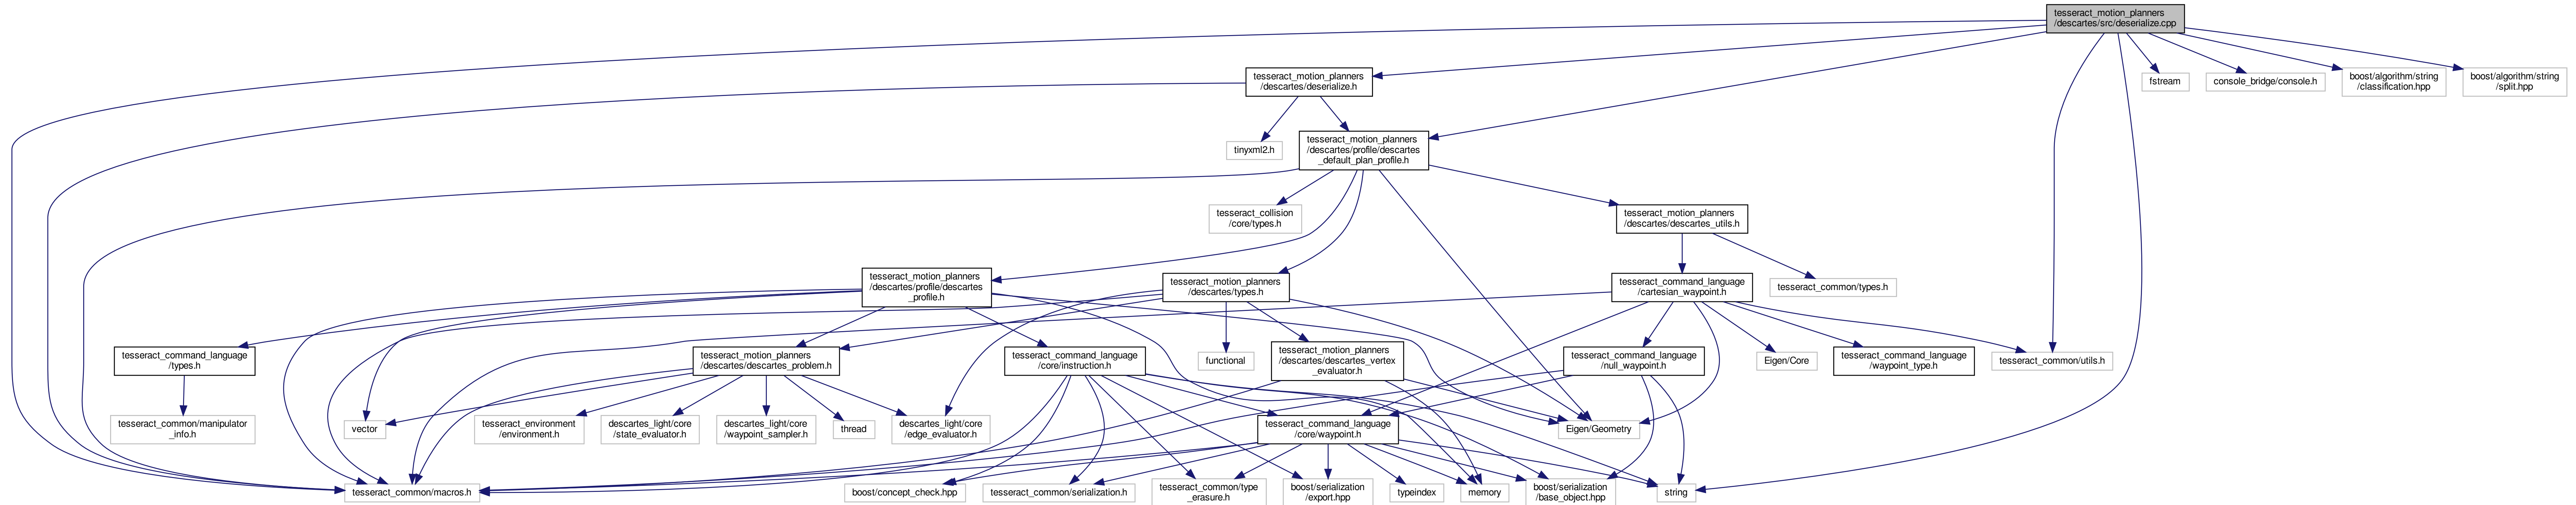 tesseract_motion_planners
/descartes/src/deserialize.cpp
tesseract_motion_planners
/descartes/deserialize.h
fstream
console_bridge/console.h
boost/algorithm/string
/classification.hpp
boost/algorithm/string
/split.hpp
tinyxml2.h
tesseract_motion_planners
/descartes/profile/descartes
_default_plan_profile.h
tesseract_collision
/core/types.h
tesseract_motion_planners
/descartes/descartes_utils.h
tesseract_motion_planners
/descartes/profile/descartes
_profile.h
tesseract_motion_planners
/descartes/types.h
tesseract_command_language
/cartesian_waypoint.h
tesseract_common/types.h
tesseract_command_language
/types.h
tesseract_motion_planners
/descartes/descartes_problem.h
tesseract_command_language
/core/instruction.h
functional
tesseract_motion_planners
/descartes/descartes_vertex
_evaluator.h
tesseract_command_language
/null_waypoint.h
Eigen/Core
tesseract_command_language
/waypoint_type.h
tesseract_common/utils.h
tesseract_common/manipulator
_info.h
vector
tesseract_environment
/environment.h
descartes_light/core
/state_evaluator.h
descartes_light/core
/waypoint_sampler.h
thread
descartes_light/core
/edge_evaluator.h
tesseract_command_language
/core/waypoint.h
Eigen/Geometry
tesseract_common/macros.h
boost/concept_check.hpp
tesseract_common/serialization.h
tesseract_common/type
_erasure.h
boost/serialization
/export.hpp
typeindex
memory
boost/serialization
/base_object.hpp
string